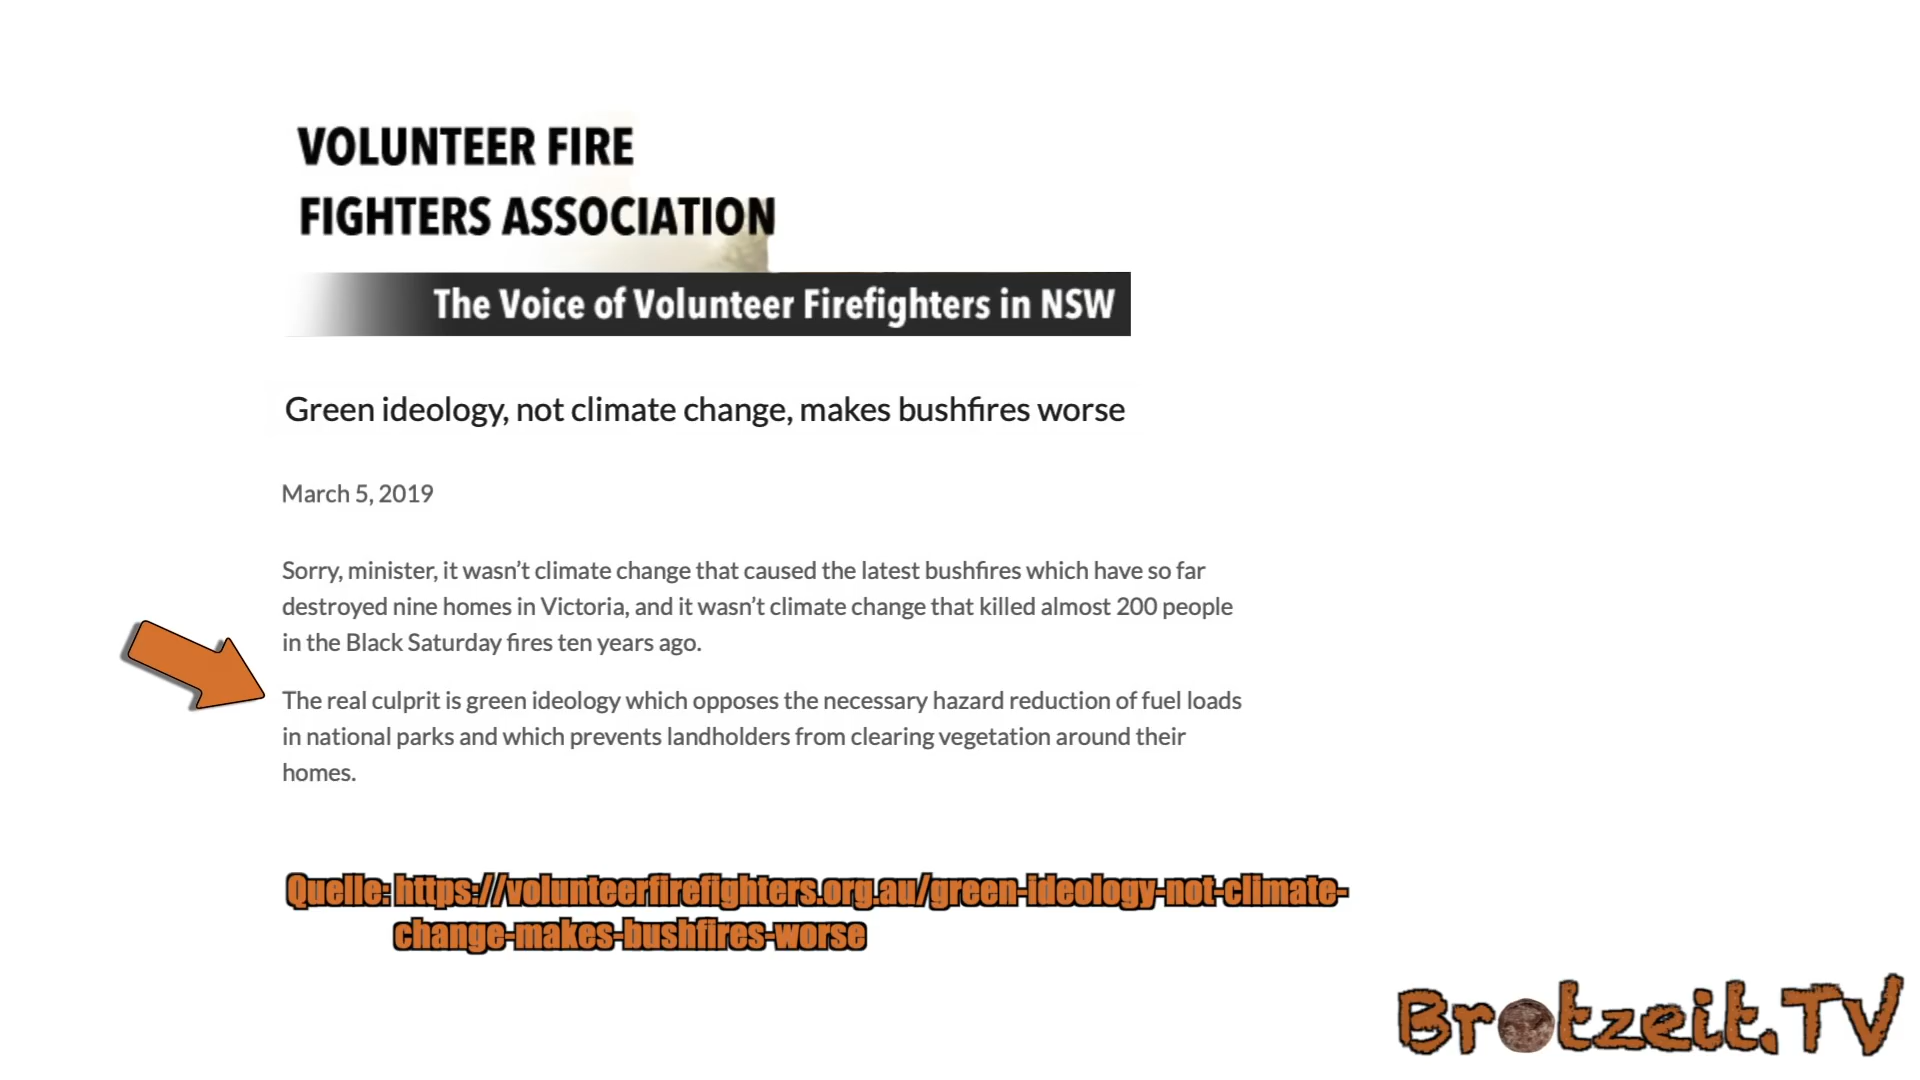 VOLUNTEER FIRE
FIGHTERS ASSOCIATION
The Voice of Volunteer Firefighters in NSW
Green ideology, not climate change, makes bushfires worse
March 5, 2019
Sorry, minister, it wasn’t climate change that caused the latest bushfires which have so far
destroyed nine homes in Victoria, and it wasn’t climate change that killed almost 200 people
in the Black Saturday fires ten years ago.
The real culprit is green ideology which opposes the necessary hazard reduction of fuel loads
in national parks and which prevents landholders from clearing vegetation around their
homes.
Quelle: https://volunteerfirefighters.org.au/green-ideology-not-climate-
change-makes-bushfires-worse
Brotzeit.TV